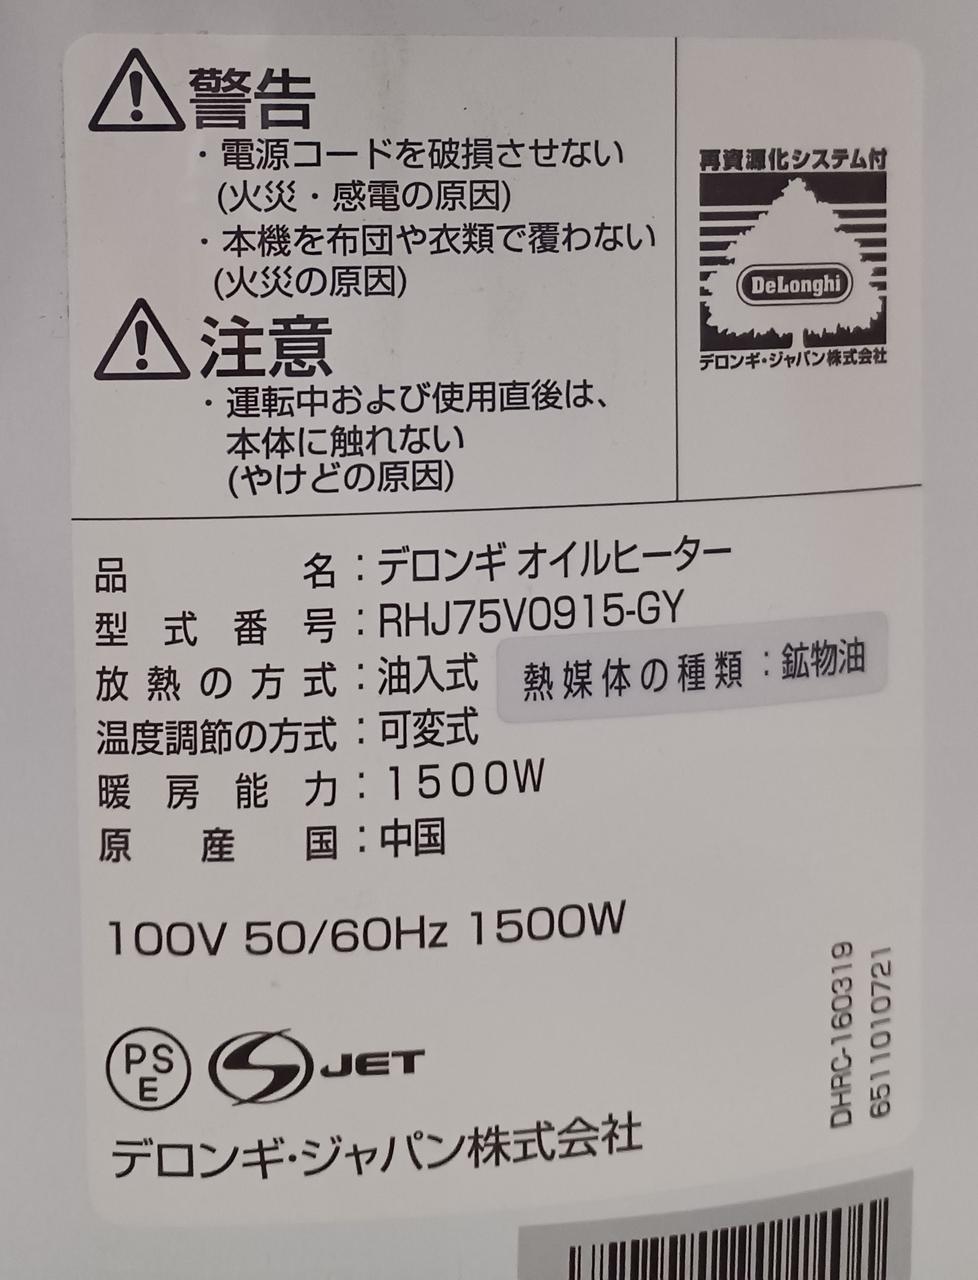 警告
・電源コードを破損させない
(火災・感電の原因)
・本機を布団や衣類で覆わない
(火災の原因)
注意
・運転中および使用直後は、
本体に触れない
(やけどの原因)
再資源化システム付
DeLonghi
デロンギ・ジャパン株式会社
品名：デロンギ オイルヒーター
型式番号：RHJ75V0915-GY
放熱の方式：油入式 熱媒体の種類：鉱物油
温度調節の方式：可変式
暖房能力：1500W
原産国：中国
100V 50/60Hz 1500W
PS
E
S JET
デロンギ・ジャパン株式会社
DHRC-160319
6511010721